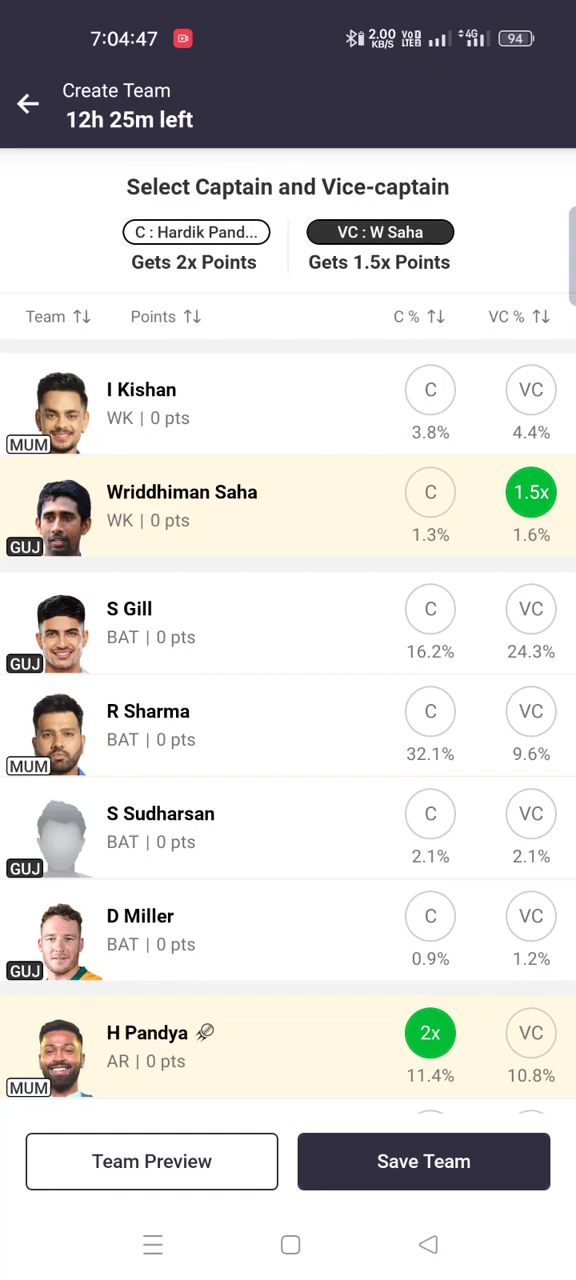 7:04:47 2.00 KB/S VoD LTE 4G 94
Create Team
12h 25m left
Select Captain and Vice-captain
C : Hardik Pand... VC : W Saha
Gets 2x Points Gets 1.5x Points
Team Points C % VC %
I Kishan C VC
WK | 0 pts
MUM 3.8% 4.4%
Wriddhiman Saha C 1.5x
WK | 0 pts
GUJ 1.3% 1.6%
S Gill C VC
BAT | 0 pts
GUJ 16.2% 24.3%
R Sharma C VC
BAT | 0 pts
MUM 32.1% 9.6%
S Sudharsan C VC
BAT | 0 pts
GUJ 2.1% 2.1%
D Miller C VC
BAT | 0 pts
GUJ 0.9% 1.2%
H Pandya 2x VC
AR | 0 pts
MUM 11.4% 10.8%
Team Preview Save Team